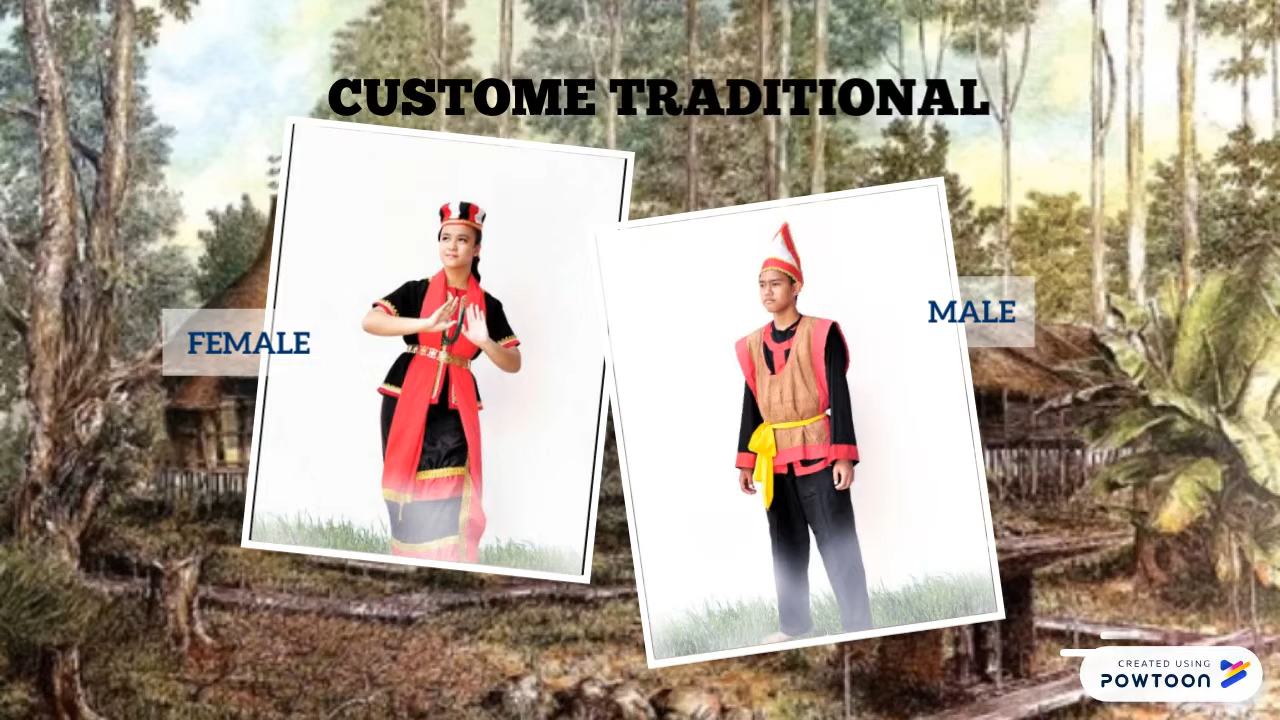 CUSTOME TRADITIONAL
FEMALE
MALE
CREATED USING
POWTOON